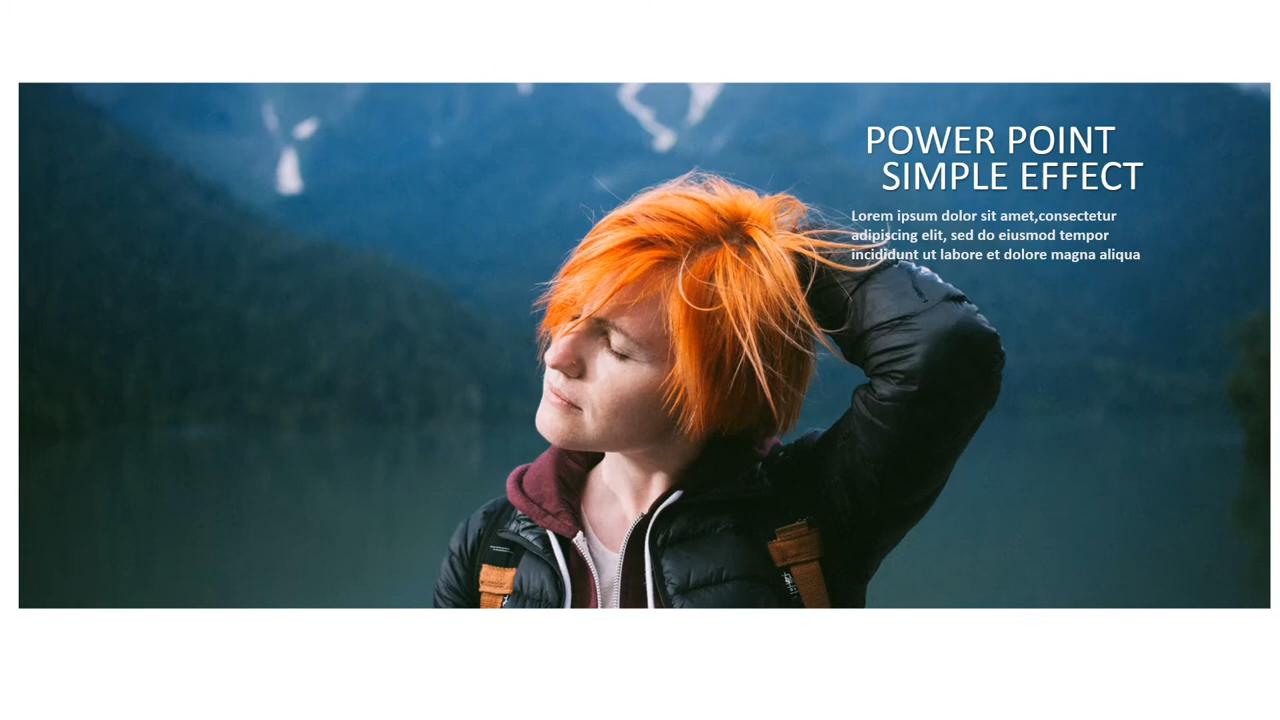 POWER POINT
SIMPLE EFFECT
Lorem ipsum dolor sit amet,consectetur
adipiscing elit, sed do eiusmod tempor
incididunt ut labore et dolore magna aliqua